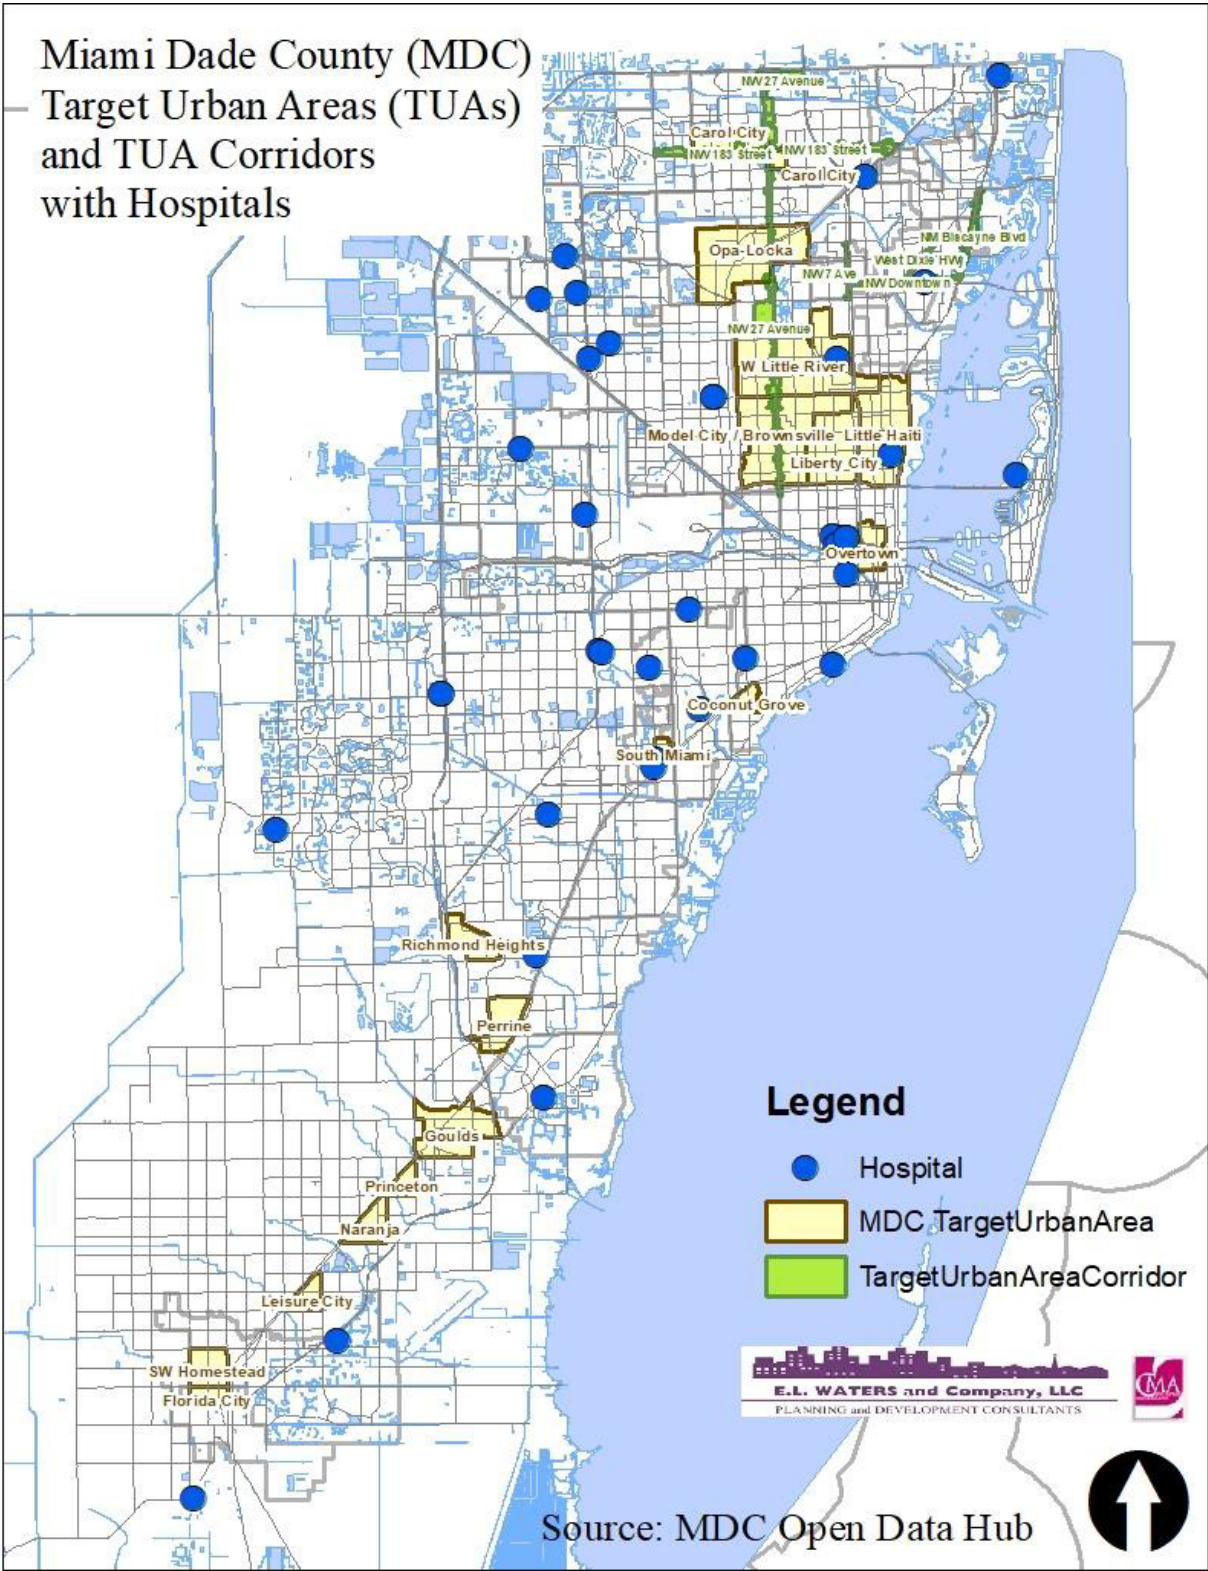 Miami Dade County (MDC)
Target Urban Areas (TUAs)
and TUA Corridors
with Hospitals
NW 27 Avenue
Carol City
NW 183 Street
NW 183 Street
Carol City
NM Biscayne Blvd
Opa-Locka
West Dixie HWy
NW 7 Ave
NW Downtown
NW 27 Avenue
W Little River
Model City / Brownsville
Little Haiti
Liberty City
Overtown
Coconut Grove
South Miami
Richmond Heights
Perrine
Goulds
Princeton
Naranja
Leisure City
SW Homestead
Florida City
Legend
Hospital
MDC TargetUrbanArea
TargetUrbanAreaCorridor
E.L. WATERS and Company, LLC
PLANNING and DEVELOPMENT CONSULTANTS
CMA
Source: MDC Open Data Hub